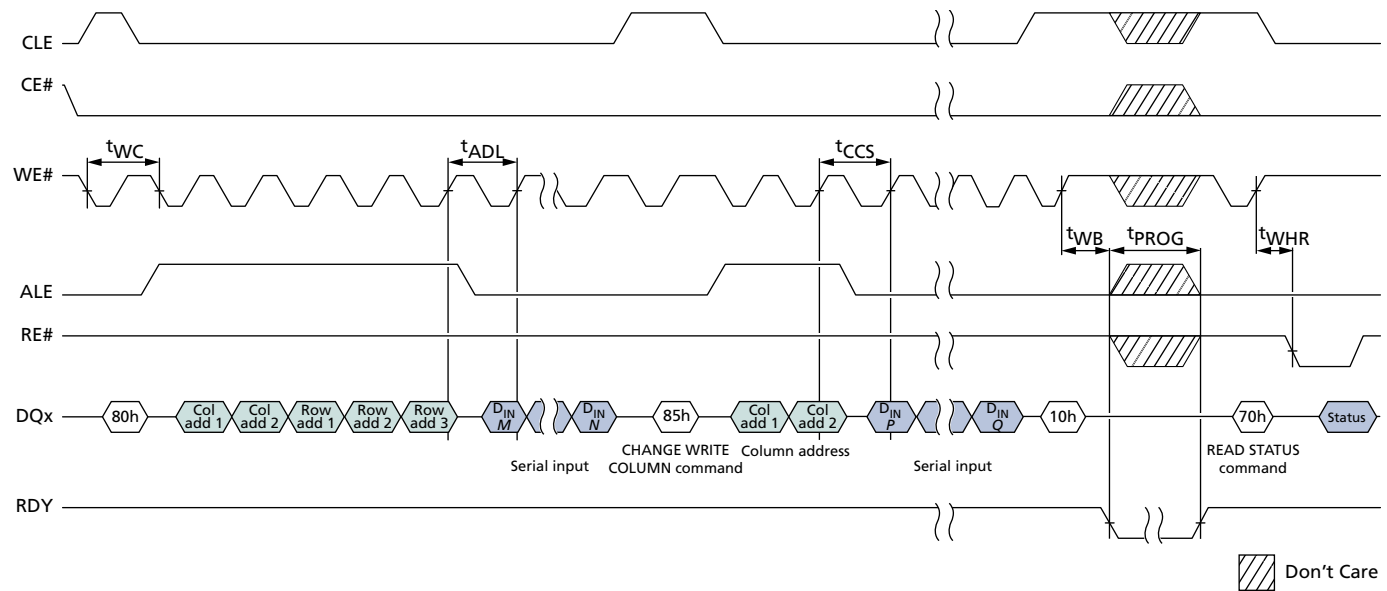 CLE
CE#
tWC
tADL
tCCS
WE#
tWB
tPROG
tWHR
ALE
RE#
DQx
80h
Col add 1
Col add 2
Row add 1
Row add 2
Row add 3
DIN M
DIN N
85h
Col add 1
Col add 2
DIN P
DIN Q
10h
70h
Status
Serial input
CHANGE WRITE
COLUMN command
Column address
Serial input
READ STATUS
command
RDY
Don't Care